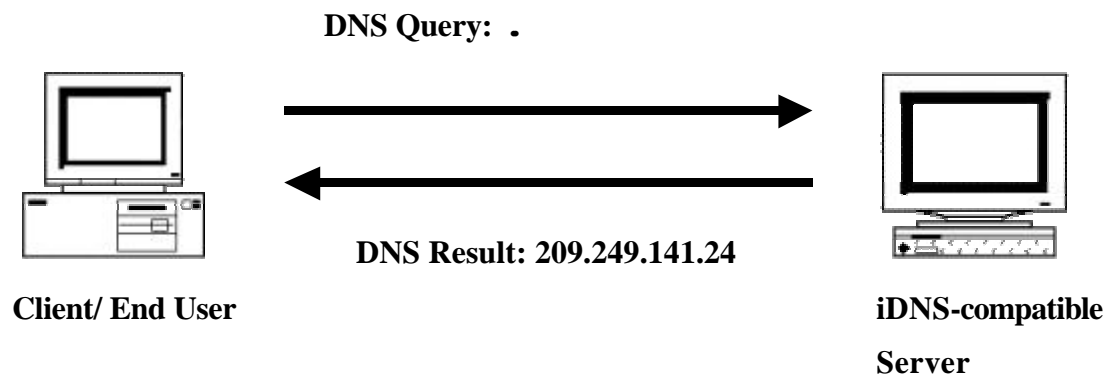 DNS Query: .
DNS Result: 209.249.141.24
Client/ End User
iDNS-compatible
Server